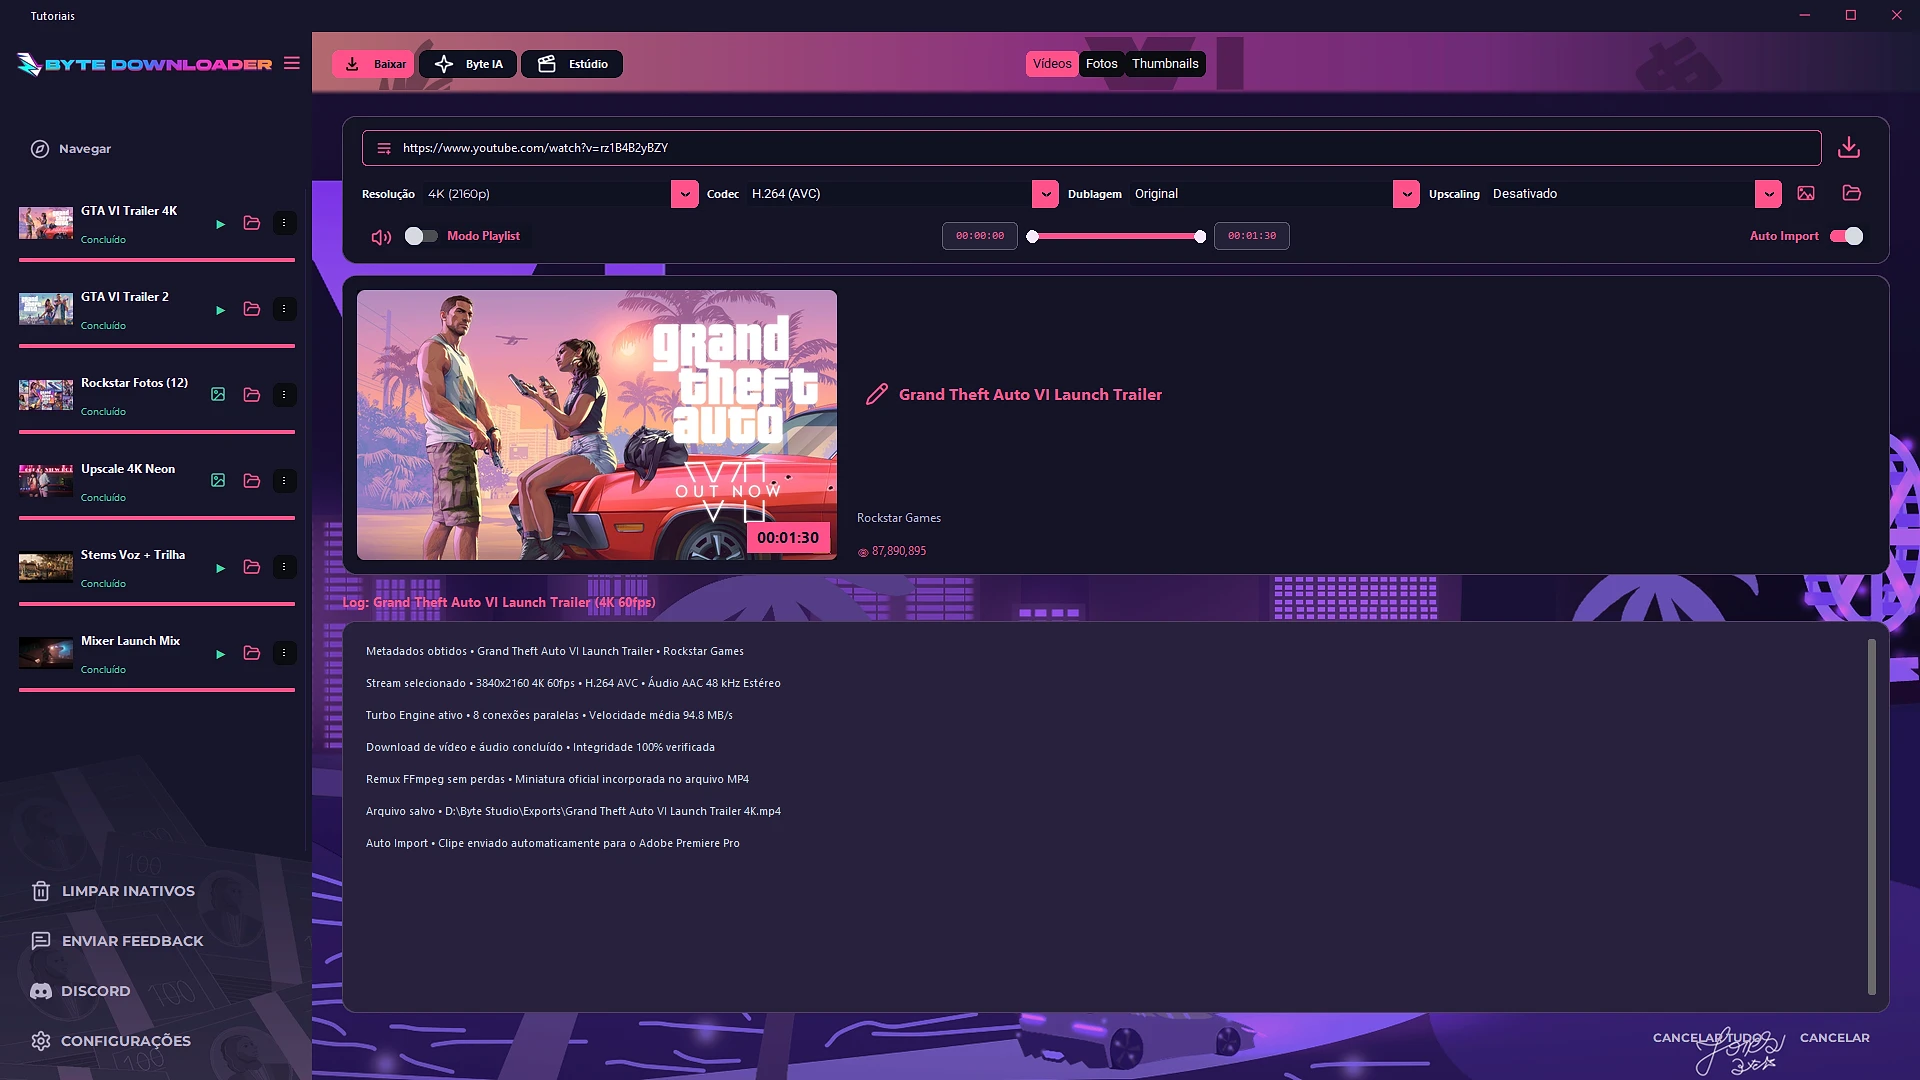 Tutoriais
BYTE DOWNLOADER
Baixar
Byte IA
Estúdio
Vídeos
Fotos
Thumbnails
Navegar
GTA VI Trailer 4K
Concluído
GTA VI Trailer 2
Concluído
Rockstar Fotos (12)
Concluído
Upscale 4K Neon
Concluído
Stems Voz + Trilha
Concluído
Mixer Launch Mix
Concluído
LIMPAR INATIVOS
ENVIAR FEEDBACK
DISCORD
CONFIGURAÇÕES
https://www.youtube.com/watch?v=rz1B4B2yBZY
Resolução 4K (2160p)
Codec H.264 (AVC)
Dublagem Original
Upscaling Desativado
Modo Playlist
00:00:00
00:01:30
Auto Import
grand
theft
auto
VI
OUT NOW
00:01:30
Grand Theft Auto VI Launch Trailer
Rockstar Games
87,890,895
Log: Grand Theft Auto VI Launch Trailer (4K 60fps)
Metadados obtidos • Grand Theft Auto VI Launch Trailer • Rockstar Games
Stream selecionado • 3840x2160 4K 60fps • H.264 AVC • Áudio AAC 48 kHz Estéreo
Turbo Engine ativo • 8 conexões paralelas • Velocidade média 94.8 MB/s
Download de vídeo e áudio concluído • Integridade 100% verificada
Remux FFmpeg sem perdas • Miniatura oficial incorporada no arquivo MP4
Arquivo salvo • D:\Byte Studio\Exports\Grand Theft Auto VI Launch Trailer 4K.mp4
Auto Import • Clipe enviado automaticamente para o Adobe Premiere Pro
CANCELAR TUDO
CANCELAR